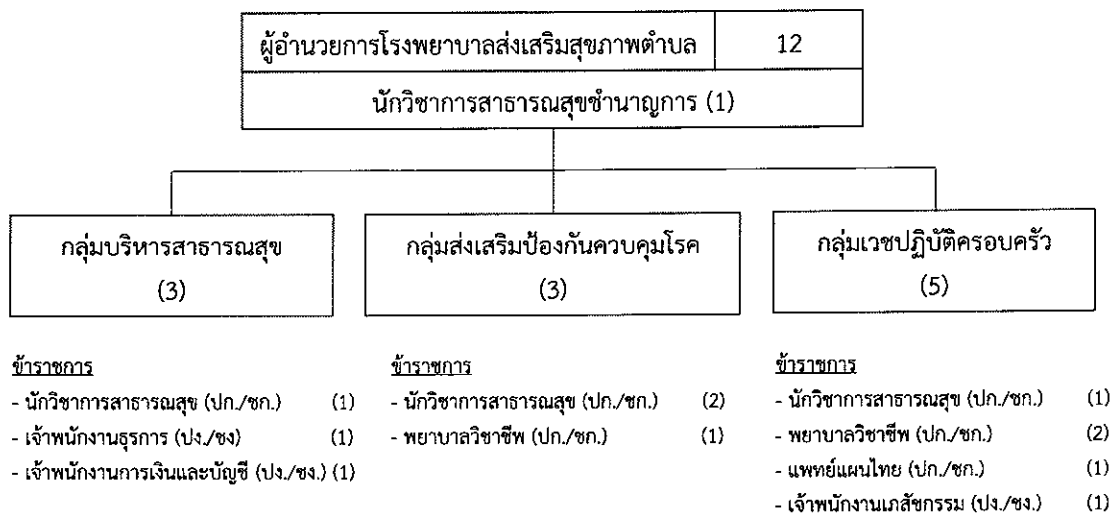 ผู้อำนวยการโรงพยาบาลส่งเสริมสุขภาพตำบล 12
นักวิชาการสาธารณสุขชำนาญการ (1)
กลุ่มบริหารสาธารณสุข
(3)
กลุ่มส่งเสริมป้องกันควบคุมโรค
(3)
กลุ่มเวชปฏิบัติครอบครัว
(5)
ข้าราชการ
- นักวิชาการสาธารณสุข (ปก./ชก.) (1)
- เจ้าพนักงานธุรการ (ปง./ชง) (1)
- เจ้าพนักงานการเงินและบัญชี (ปง./ชง.) (1)
ข้าราชการ
- นักวิชาการสาธารณสุข (ปก./ชก.) (2)
- พยาบาลวิชาชีพ (ปก./ชก.) (1)
ข้าราชการ
- นักวิชาการสาธารณสุข (ปก./ชก.) (1)
- พยาบาลวิชาชีพ (ปก./ชก.) (2)
- แพทย์แผนไทย (ปก./ชก.) (1)
- เจ้าพนักงานเภสัชกรรม (ปง./ชง.) (1)